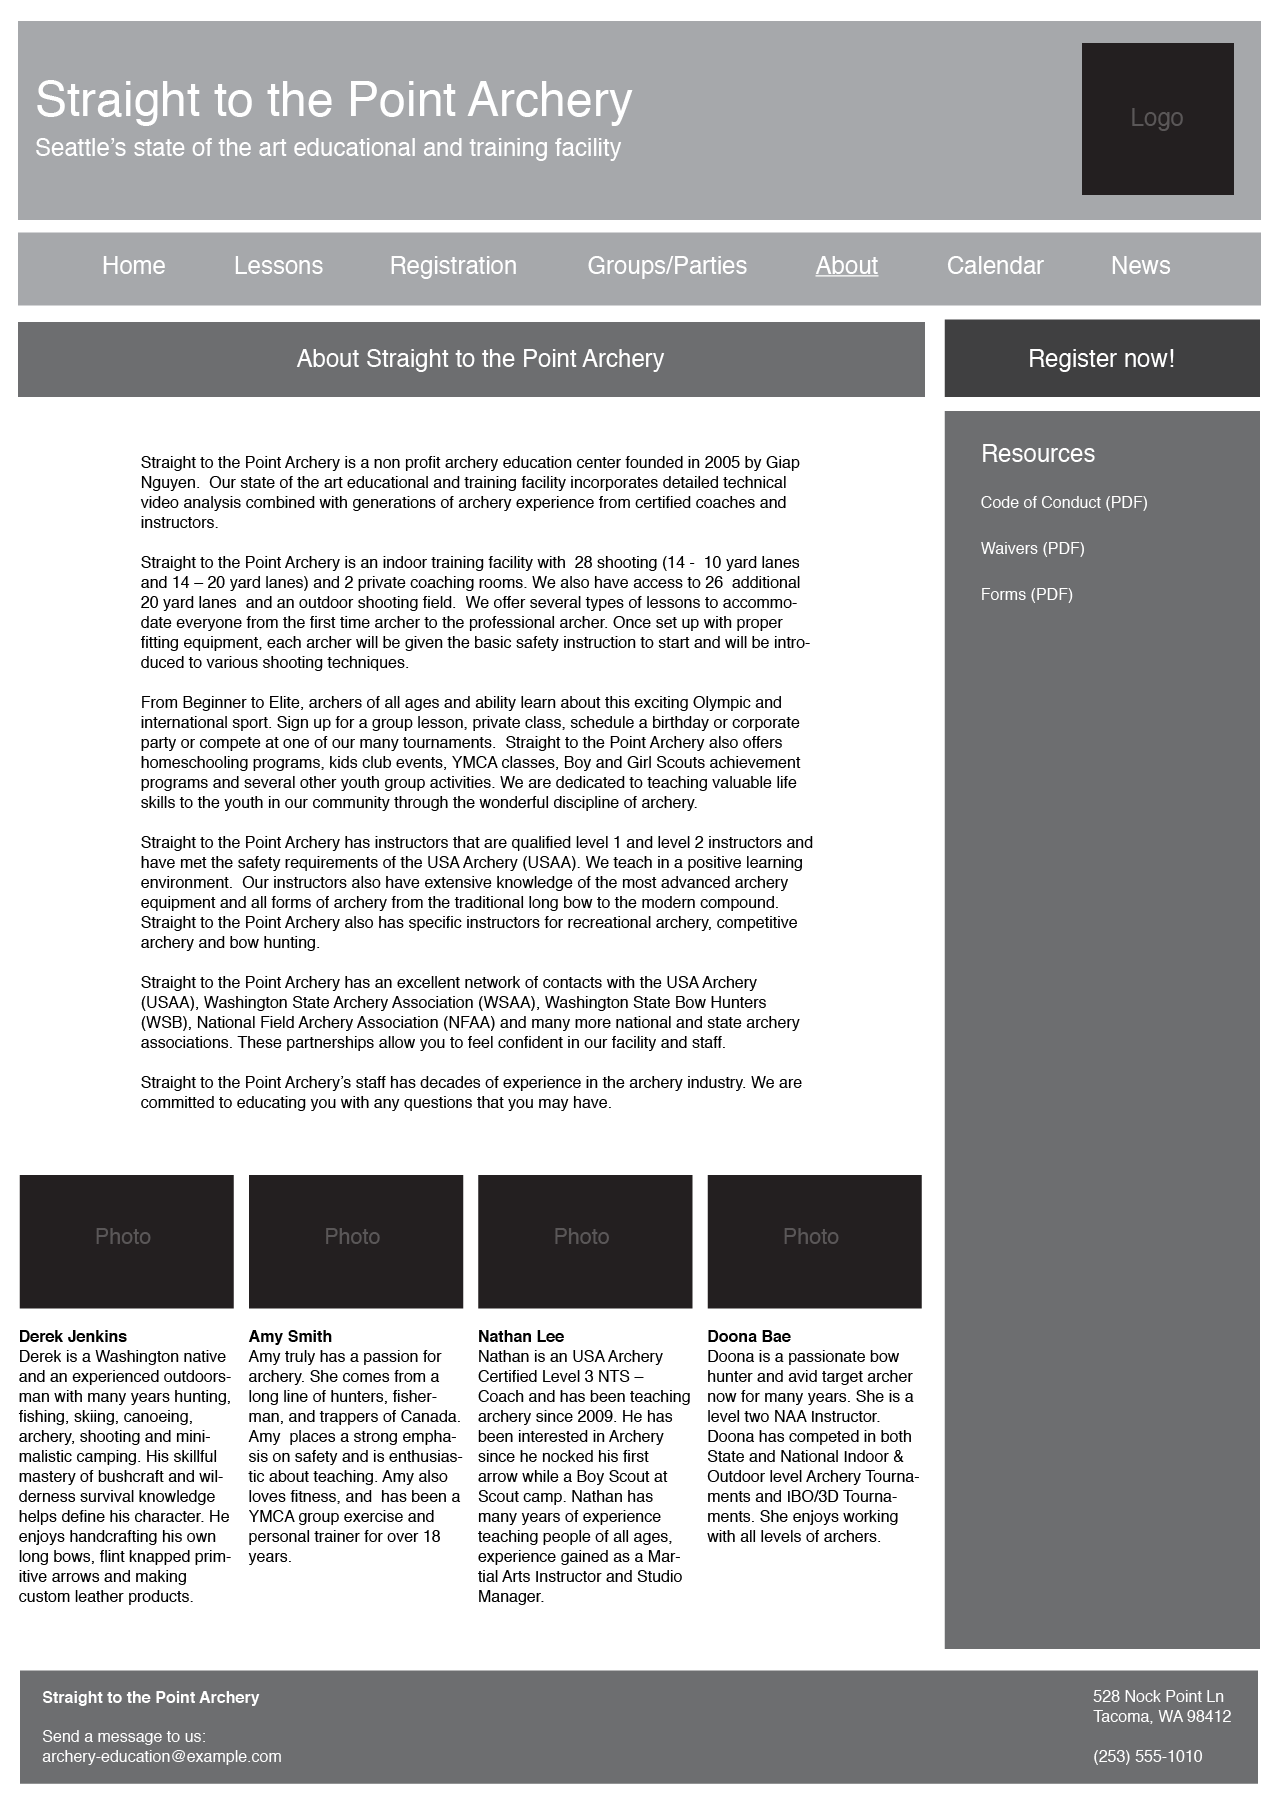 Straight to the Point Archery
Seattle’s state of the art educational and training facility
Logo
Home Lessons Registration Groups/Parties About Calendar News
About Straight to the Point Archery
Register now!
Straight to the Point Archery is a non profit archery education center founded in 2005 by Giap
Nguyen.  Our state of the art educational and training facility incorporates detailed technical
video analysis combined with generations of archery experience from certified coaches and
instructors.
Straight to the Point Archery is an indoor training facility with  28 shooting (14 -  10 yard lanes
and 14 – 20 yard lanes) and 2 private coaching rooms. We also have access to 26  additional
20 yard lanes  and an outdoor shooting field.  We offer several types of lessons to accommo-
date everyone from the first time archer to the professional archer. Once set up with proper
fitting equipment, each archer will be given the basic safety instruction to start and will be intro-
duced to various shooting techniques.
From Beginner to Elite, archers of all ages and ability learn about this exciting Olympic and
international sport. Sign up for a group lesson, private class, schedule a birthday or corporate
party or compete at one of our many tournaments.  Straight to the Point Archery also offers
homeschooling programs, kids club events, YMCA classes, Boy and Girl Scouts achievement
programs and several other youth group activities. We are dedicated to teaching valuable life
skills to the youth in our community through the wonderful discipline of archery.
Straight to the Point Archery has instructors that are qualified level 1 and level 2 instructors and
have met the safety requirements of the USA Archery (USAA). We teach in a positive learning
environment.  Our instructors also have extensive knowledge of the most advanced archery
equipment and all forms of archery from the traditional long bow to the modern compound.
Straight to the Point Archery also has specific instructors for recreational archery, competitive
archery and bow hunting.
Straight to the Point Archery has an excellent network of contacts with the USA Archery
(USAA), Washington State Archery Association (WSAA), Washington State Bow Hunters
(WSB), National Field Archery Association (NFAA) and many more national and state archery
associations. These partnerships allow you to feel confident in our facility and staff.
Straight to the Point Archery’s staff has decades of experience in the archery industry. We are
committed to educating you with any questions that you may have.
Resources
Code of Conduct (PDF)
Waivers (PDF)
Forms (PDF)
Photo
Derek Jenkins
Derek is a Washington native
and an experienced outdoors-
man with many years hunting,
fishing, skiing, canoeing,
archery, shooting and mini-
malistic camping. His skillful
mastery of bushcraft and wil-
derness survival knowledge
helps define his character. He
enjoys handcrafting his own
long bows, flint knapped prim-
itive arrows and making
custom leather products.
Photo
Amy Smith
Amy truly has a passion for
archery. She comes from a
long line of hunters, fisher-
man, and trappers of Canada.
Amy  places a strong empha-
sis on safety and is enthusias-
tic about teaching. Amy also
loves fitness, and  has been a
YMCA group exercise and
personal trainer for over 18
years.
Photo
Nathan Lee
Nathan is an USA Archery
Certified Level 3 NTS –
Coach and has been teaching
archery since 2009. He has
been interested in Archery
since he nocked his first
arrow while a Boy Scout at
Scout camp. Nathan has
many years of experience
teaching people of all ages,
experience gained as a Mar-
tial Arts Instructor and Studio
Manager.
Photo
Doona Bae
Doona is a passionate bow
hunter and avid target archer
now for many years. She is a
level two NAA Instructor.
Doona has competed in both
State and National Indoor &
Outdoor level Archery Tourna-
ments and IBO/3D Tourna-
ments. She enjoys working
with all levels of archers.
Straight to the Point Archery
Send a message to us:
archery-education@example.com
528 Nock Point Ln
Tacoma, WA 98412
(253) 555-1010